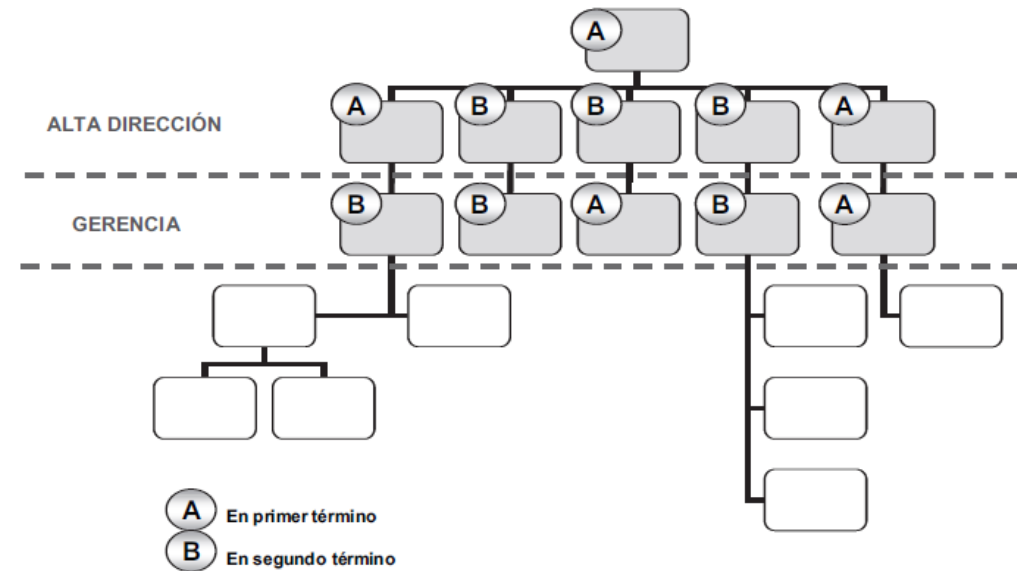 A
A B B B A
ALTA DIRECCIÓN
B B A B A
GERENCIA
A En primer término
B En segundo término